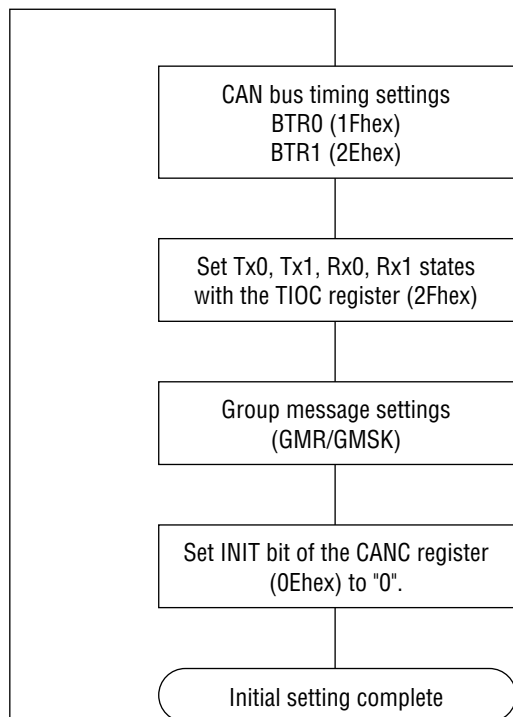 CAN bus timing settings
BTR0 (1Fhex)
BTR1 (2Ehex)
Set Tx0, Tx1, Rx0, Rx1 states
with the TIOC register (2Fhex)
Group message settings
(GMR/GMSK)
Set INIT bit of the CANC register
(0Ehex) to "0".
Initial setting complete